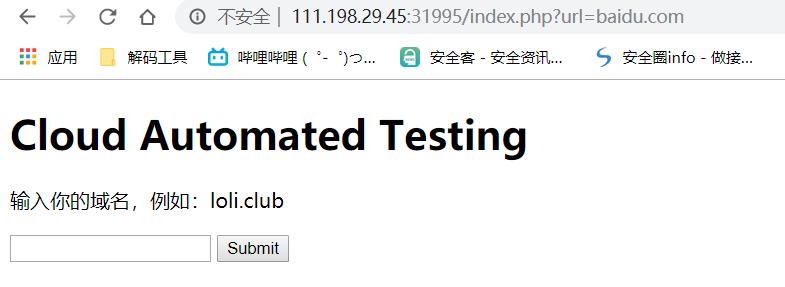 不安全 | 111.198.29.45:31995/index.php?url=baidu.com
应用 解码工具 哔哩哔哩 ( ゜- ゜)つ... 安全客 - 安全资讯... 安全圈info - 做接...
Cloud Automated Testing
输入你的域名，例如：loli.club
Submit